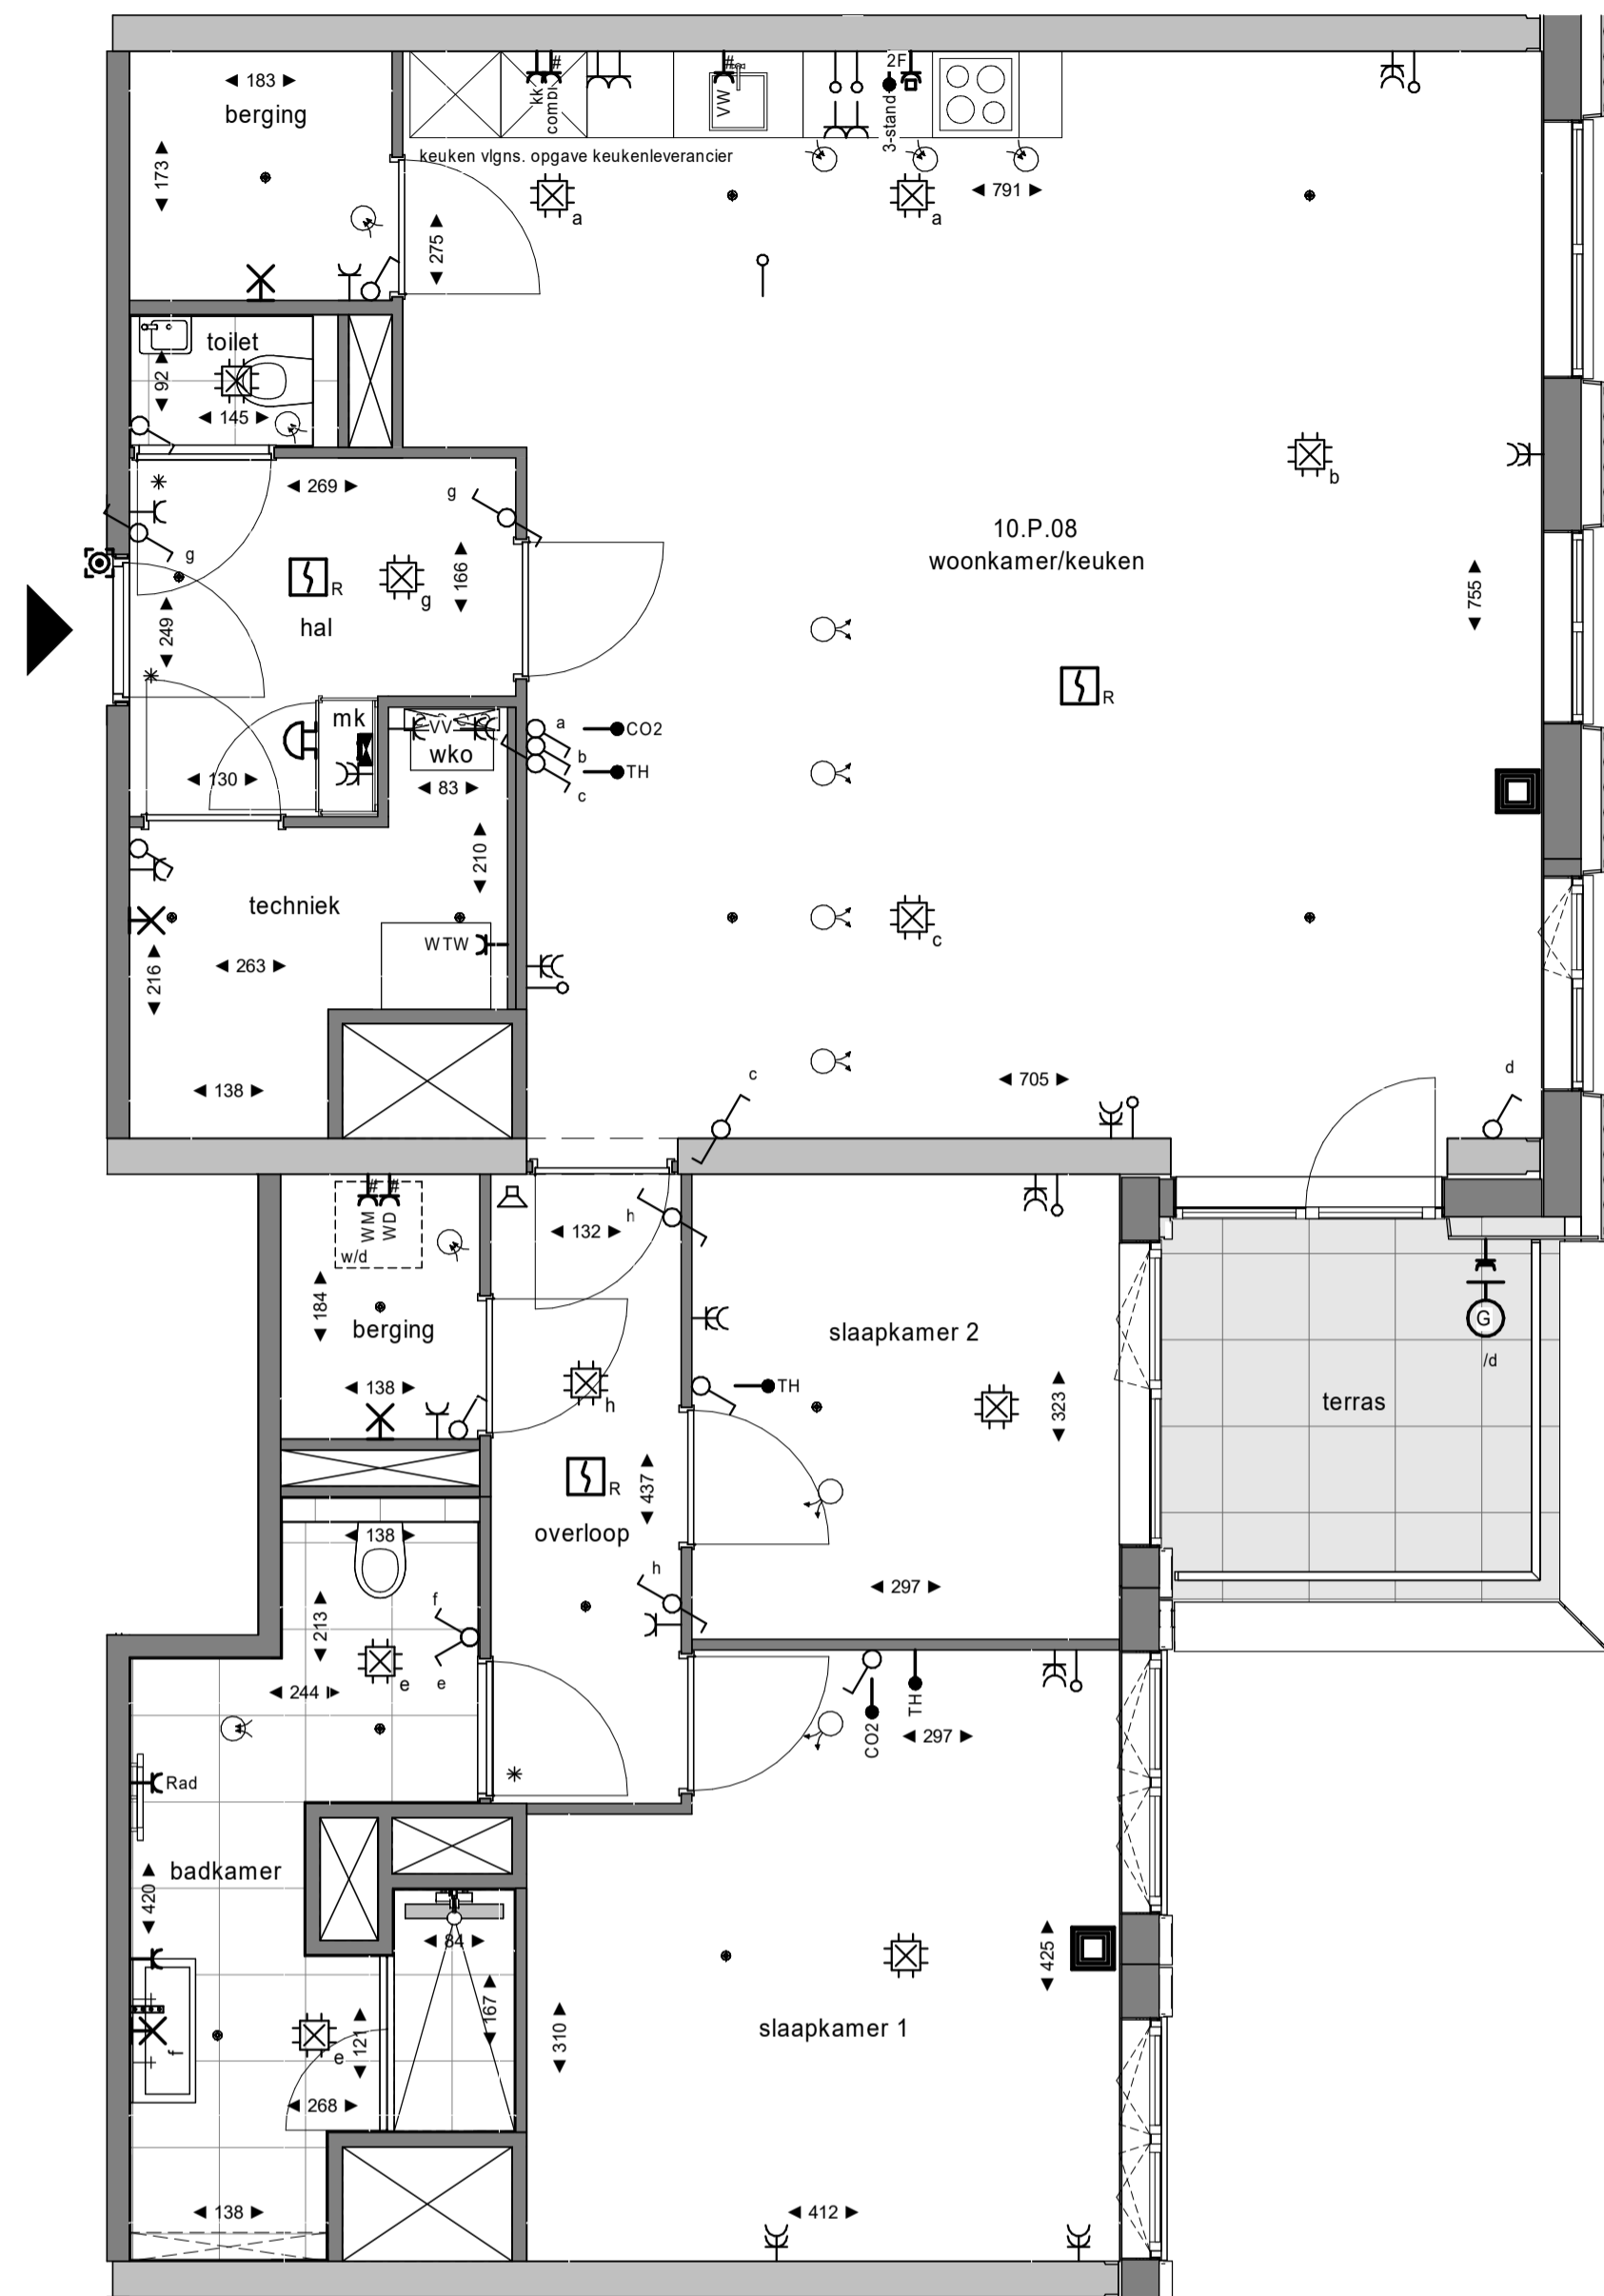 183
berging
173
275
kk
combi
#
VW
#
2F
3-stand
keuken vlgns. opgave keukenleverancier
a
a
791
toilet
92
145
b
269
g
g
10.P.08
woonkamer/keuken
R
g
166
755
249
hal
R
mk
VV
wko
a
b
c
CO2
TH
130
83
210
techniek
c
WTW
216
263
138
c
705
d
#
#
WM
WD
w/d
132
h
184
berging
138
slaapkamer 2
TH
h
323
G
/d
terras
R
437
overloop
138
h
297
213
f
e
e
244
CO2
TH
297
Rad
badkamer
420
84
425
167
slaapkamer 1
310
121
e
f
268
138
412